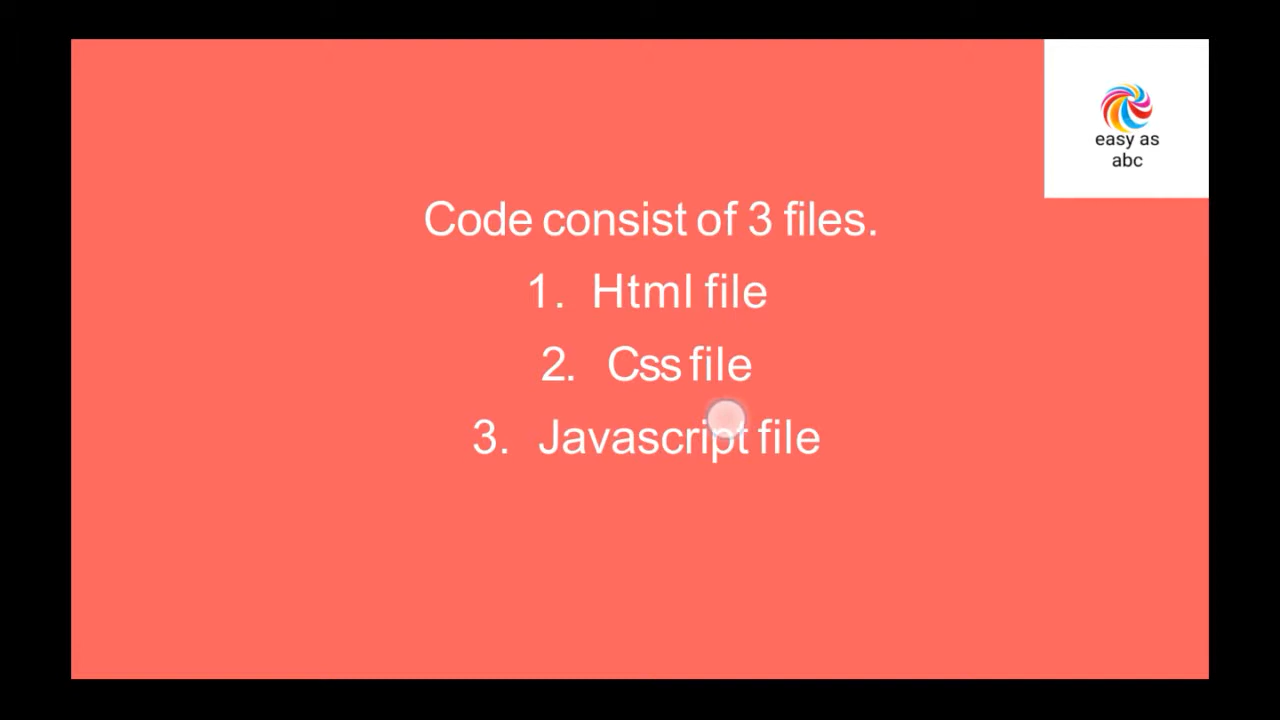 easy as
abc
Code consist of 3 files.
1. Html file
2. Css file
3. Javascript file